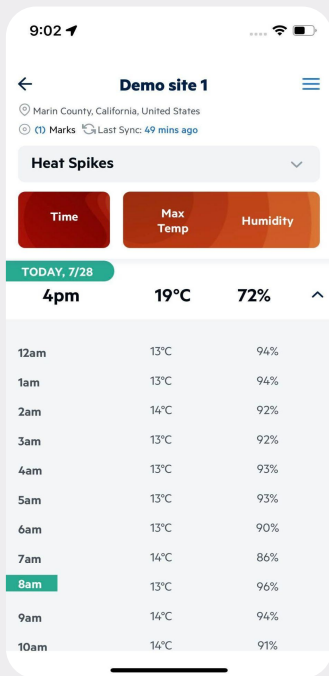 9:02
Demo site 1
Marin County, California, United States
(1) Marks Last Sync: 49 mins ago
Heat Spikes
Time Max Temp Humidity
TODAY, 7/28
4pm 19°C 72%
12am 13°C 94%
1am 13°C 94%
2am 14°C 92%
3am 13°C 92%
4am 13°C 93%
5am 13°C 93%
6am 13°C 90%
7am 14°C 86%
8am 13°C 96%
9am 14°C 94%
10am 14°C 91%